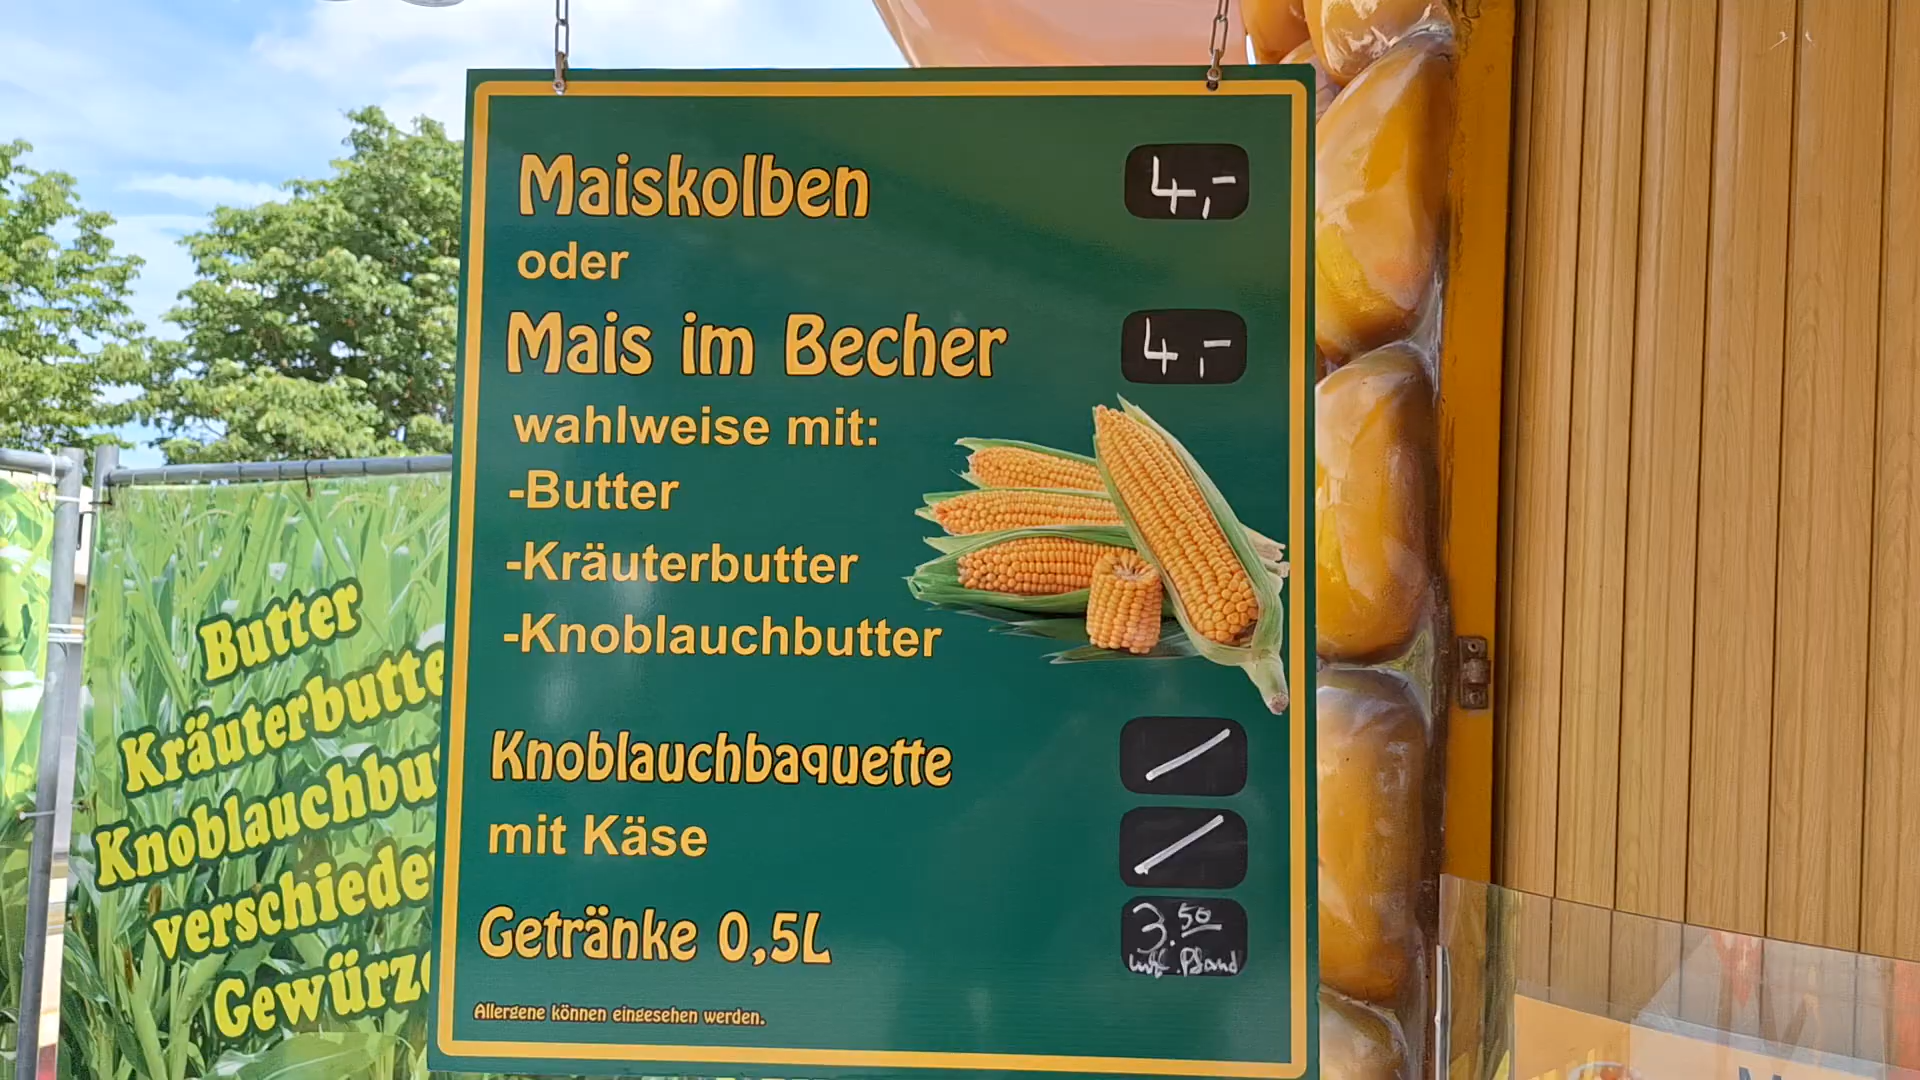 Maiskolben 4,-
oder
Mais im Becher 4,-
wahlweise mit:
-Butter
-Kräuterbutter
-Knoblauchbutter
Knoblauchbaquette /
mit Käse /
Getränke 0,5L 3.50
Pfand
Allergene können eingesehen werden.
Butter
Kräuterbutte
Knoblauchbu
verschiede
Gewürz